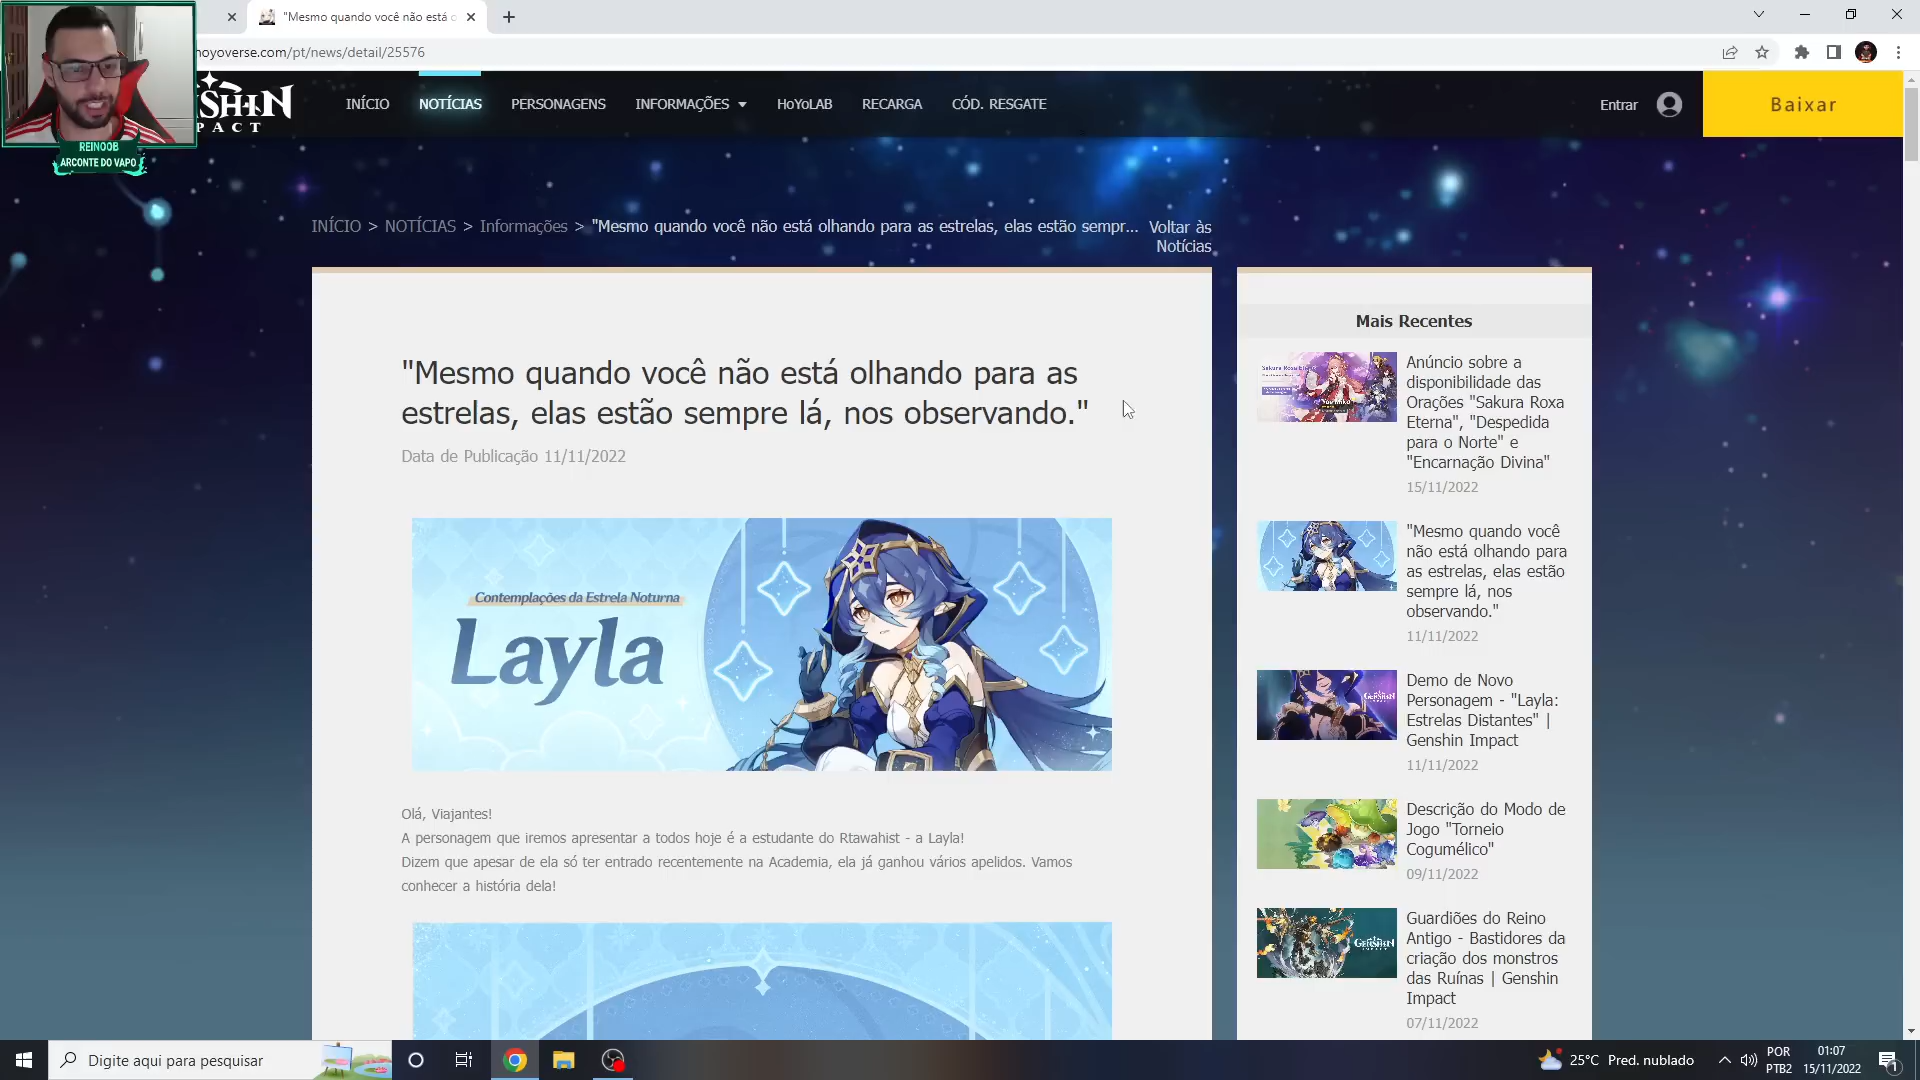 "Mesmo quando você não está o
hoyoverse.com/pt/news/detail/25576
REINOOB
ARCONTE DO VAPO
SHIN
PACT
INÍCIO
NOTÍCIAS
PERSONAGENS
INFORMAÇÕES
HoYoLAB
RECARGA
CÓD. RESGATE
Entrar
Baixar
INÍCIO > NOTÍCIAS > Informações > "Mesmo quando você não está olhando para as estrelas, elas estão sempr...
Voltar às
Notícias
"Mesmo quando você não está olhando para as
estrelas, elas estão sempre lá, nos observando."
Data de Publicação 11/11/2022
Contemplações da Estrela Noturna
Layla
Olá, Viajantes!
A personagem que iremos apresentar a todos hoje é a estudante do Rtawahist - a Layla!
Dizem que apesar de ela só ter entrado recentemente na Academia, ela já ganhou vários apelidos. Vamos
conhecer a história dela!
Mais Recentes
Anúncio sobre a
disponibilidade das
Orações "Sakura Roxa
Eterna", "Despedida
para o Norte" e
"Encarnação Divina"
15/11/2022
"Mesmo quando você
não está olhando para
as estrelas, elas estão
sempre lá, nos
observando."
11/11/2022
GENSHIN
Demo de Novo
Personagem - "Layla:
Estrelas Distantes" |
Genshin Impact
11/11/2022
Descrição do Modo de
Jogo "Torneio
Cogumélico"
09/11/2022
GENSHIN
Guardiões do Reino
Antigo - Bastidores da
criação dos monstros
das Ruínas | Genshin
Impact
07/11/2022
Digite aqui para pesquisar
25°C Pred. nublado
POR
PTB2
01:07
15/11/2022
1